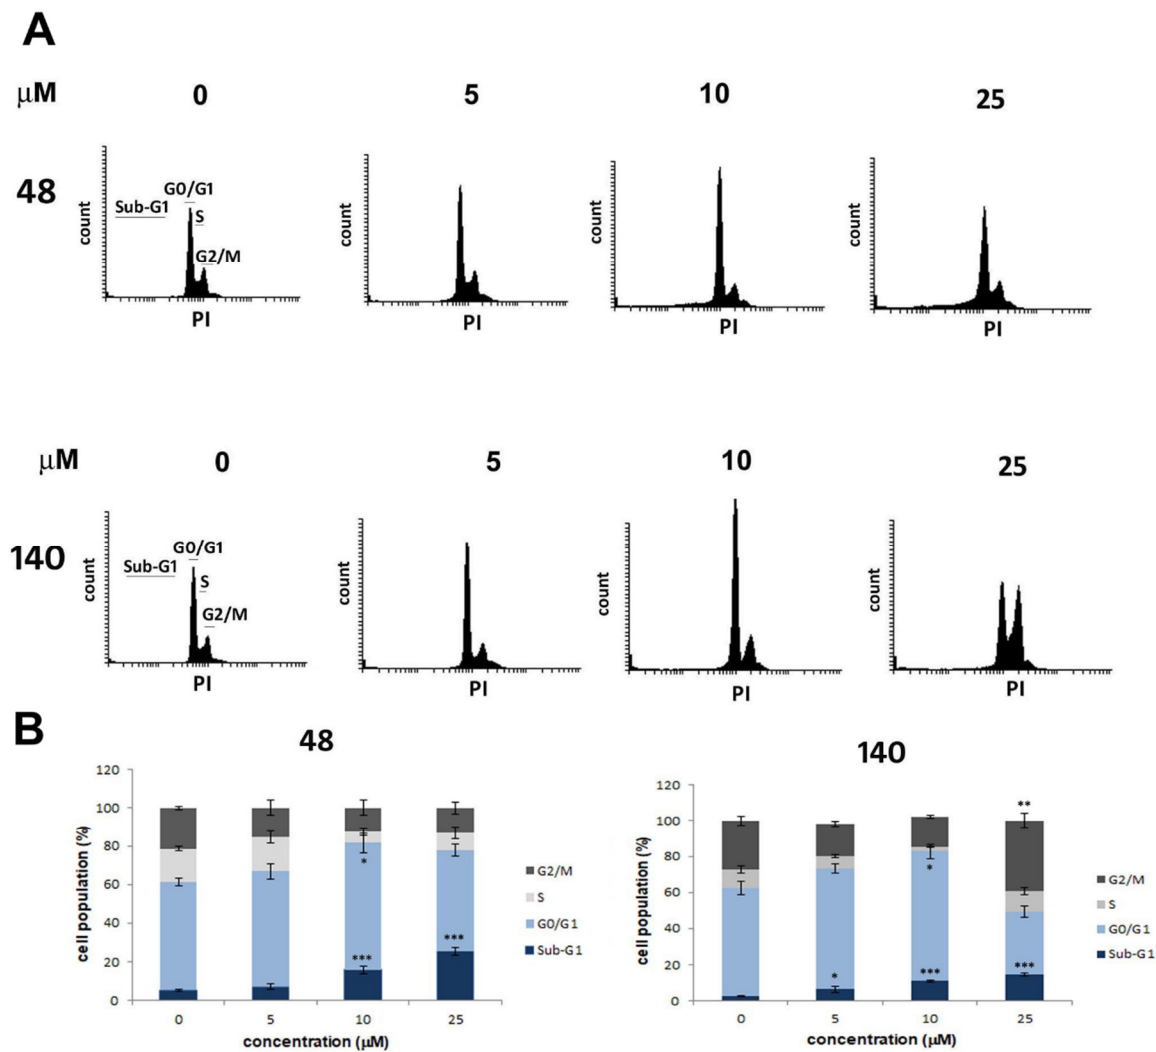 A
μM 0 5 10 25
48
G0/G1
Sub-G1
S
G2/M
count count count count
PI PI PI PI
μM 0 5 10 25
140
G0/G1
Sub-G1
S
G2/M
count count count count
PI PI PI PI
B
48
120
100
80
60
40
20
0
cell population (%)
*
***
***
0 5 10 25
concentration (μM)
G2/M
S
G0/G1
Sub-G1
140
120
100
80
60
40
20
0
cell population (%)
**
*
*
***
***
0 5 10 25
concentration (μM)
G2/M
S
G0/G1
Sub-G1